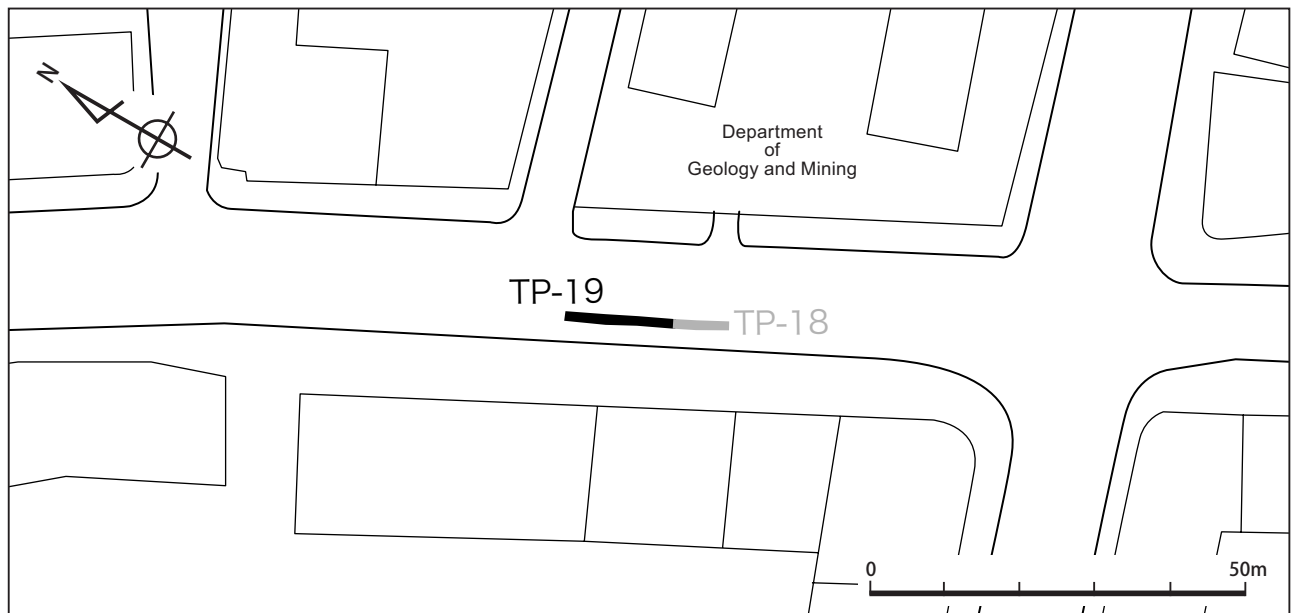 N
Department
of
Geology and Mining
TP-19
TP-18
0
50m